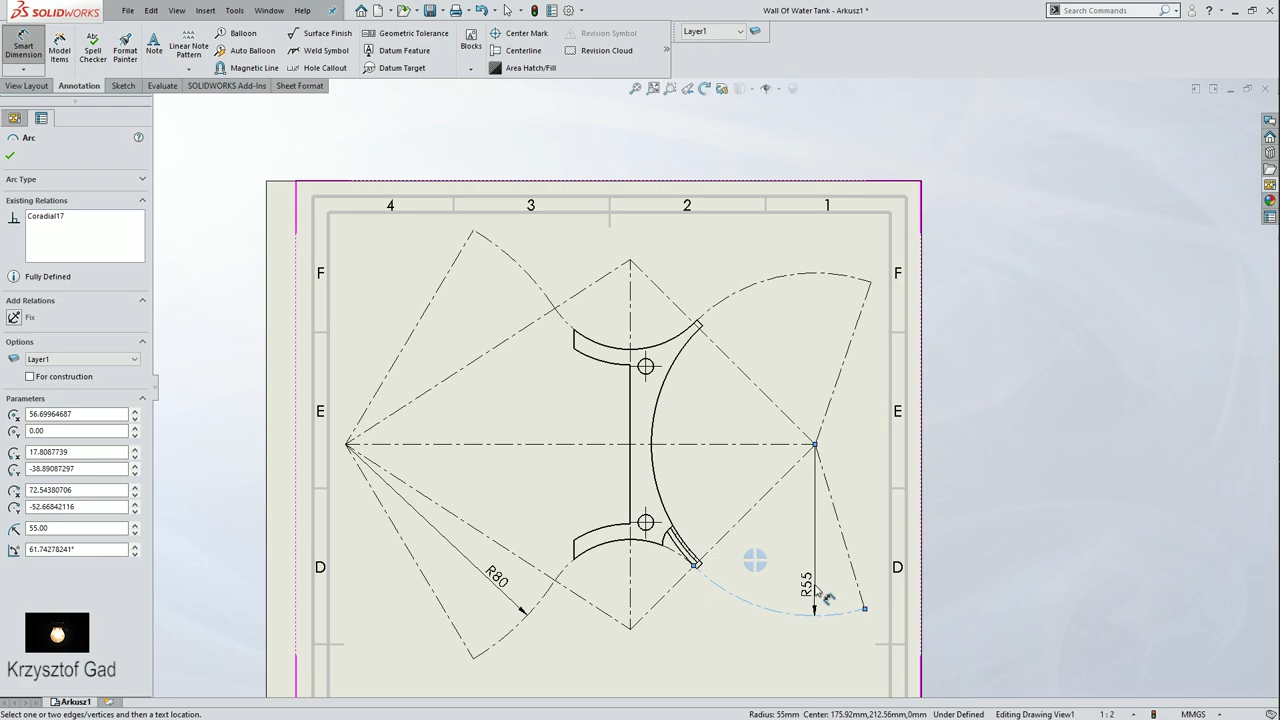 SOLIDWORKS File Edit View Insert Tools Window Help Wall Of Water Tank - Arkusz1 * Search Commands
Smart Dimension
Model Items
Spell Checker
Format Painter
Note
Linear Note Pattern
Balloon
Auto Balloon
Magnetic Line
Surface Finish
Weld Symbol
Hole Callout
Geometric Tolerance
Datum Feature
Datum Target
Blocks
Center Mark
Centerline
Area Hatch/Fill
Revision Symbol
Revision Cloud
Layer1
View Layout Annotation Sketch Evaluate SOLIDWORKS Add-Ins Sheet Format
Arc
Arc Type
Existing Relations
Coradial17
Fully Defined
Add Relations
Fix
Options
Layer1
For construction
Parameters
56.69964687
0.00
17.8087739
-38.89087297
72.54380706
-52.66842116
55.00
61.74278241°
4 3 2 1
F F
E E
D D
R80
R55
Krzysztof Gad
Arkusz1
Select one or two edges/vertices and then a text location. Radius: 55mm Center: 175.92mm,212.56mm,0mm Under Defined Editing Drawing View1 1 : 2 MMGS